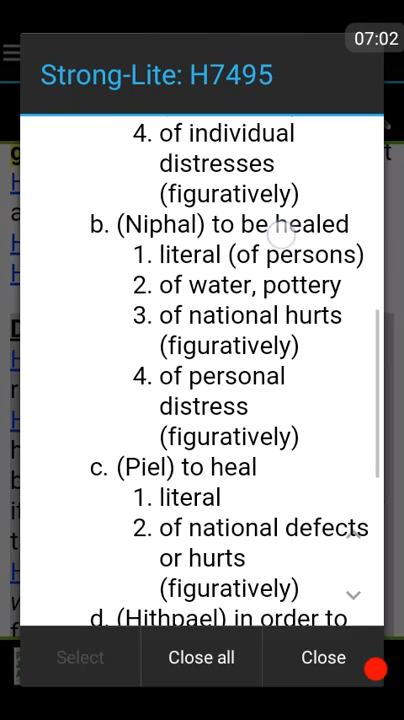 07:02
Strong-Lite: H7495
4. of individual
distresses
(figuratively)
b. (Niphal) to be healed
1. literal (of persons)
2. of water, pottery
3. of national hurts
(figuratively)
4. of personal
distress
(figuratively)
c. (Piel) to heal
1. literal
2. of national defects
or hurts
(figuratively)
d. (Hithpael) in order to
Select Close all Close